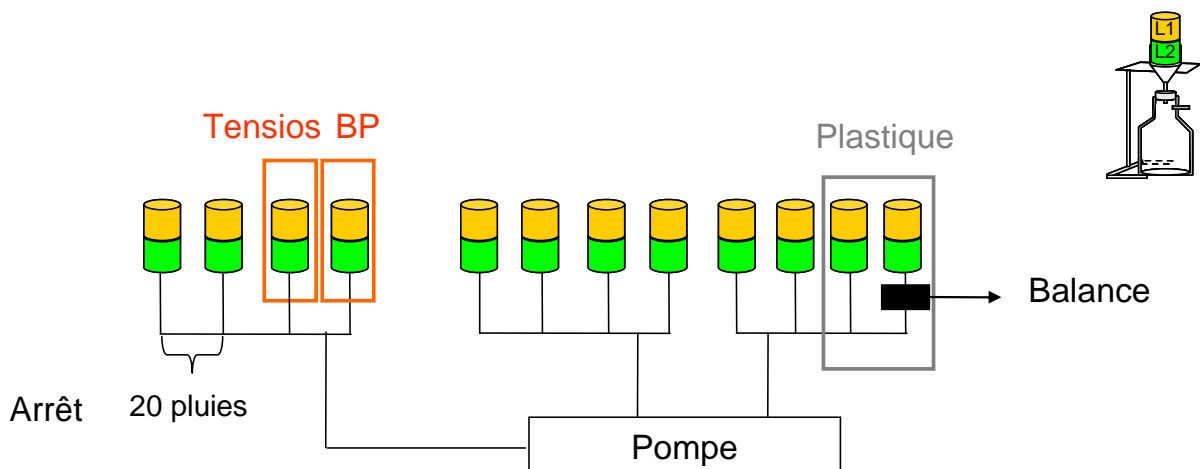 L1
L2
Tensios BP
Plastique
Balance
Arrêt 20 pluies
Pompe